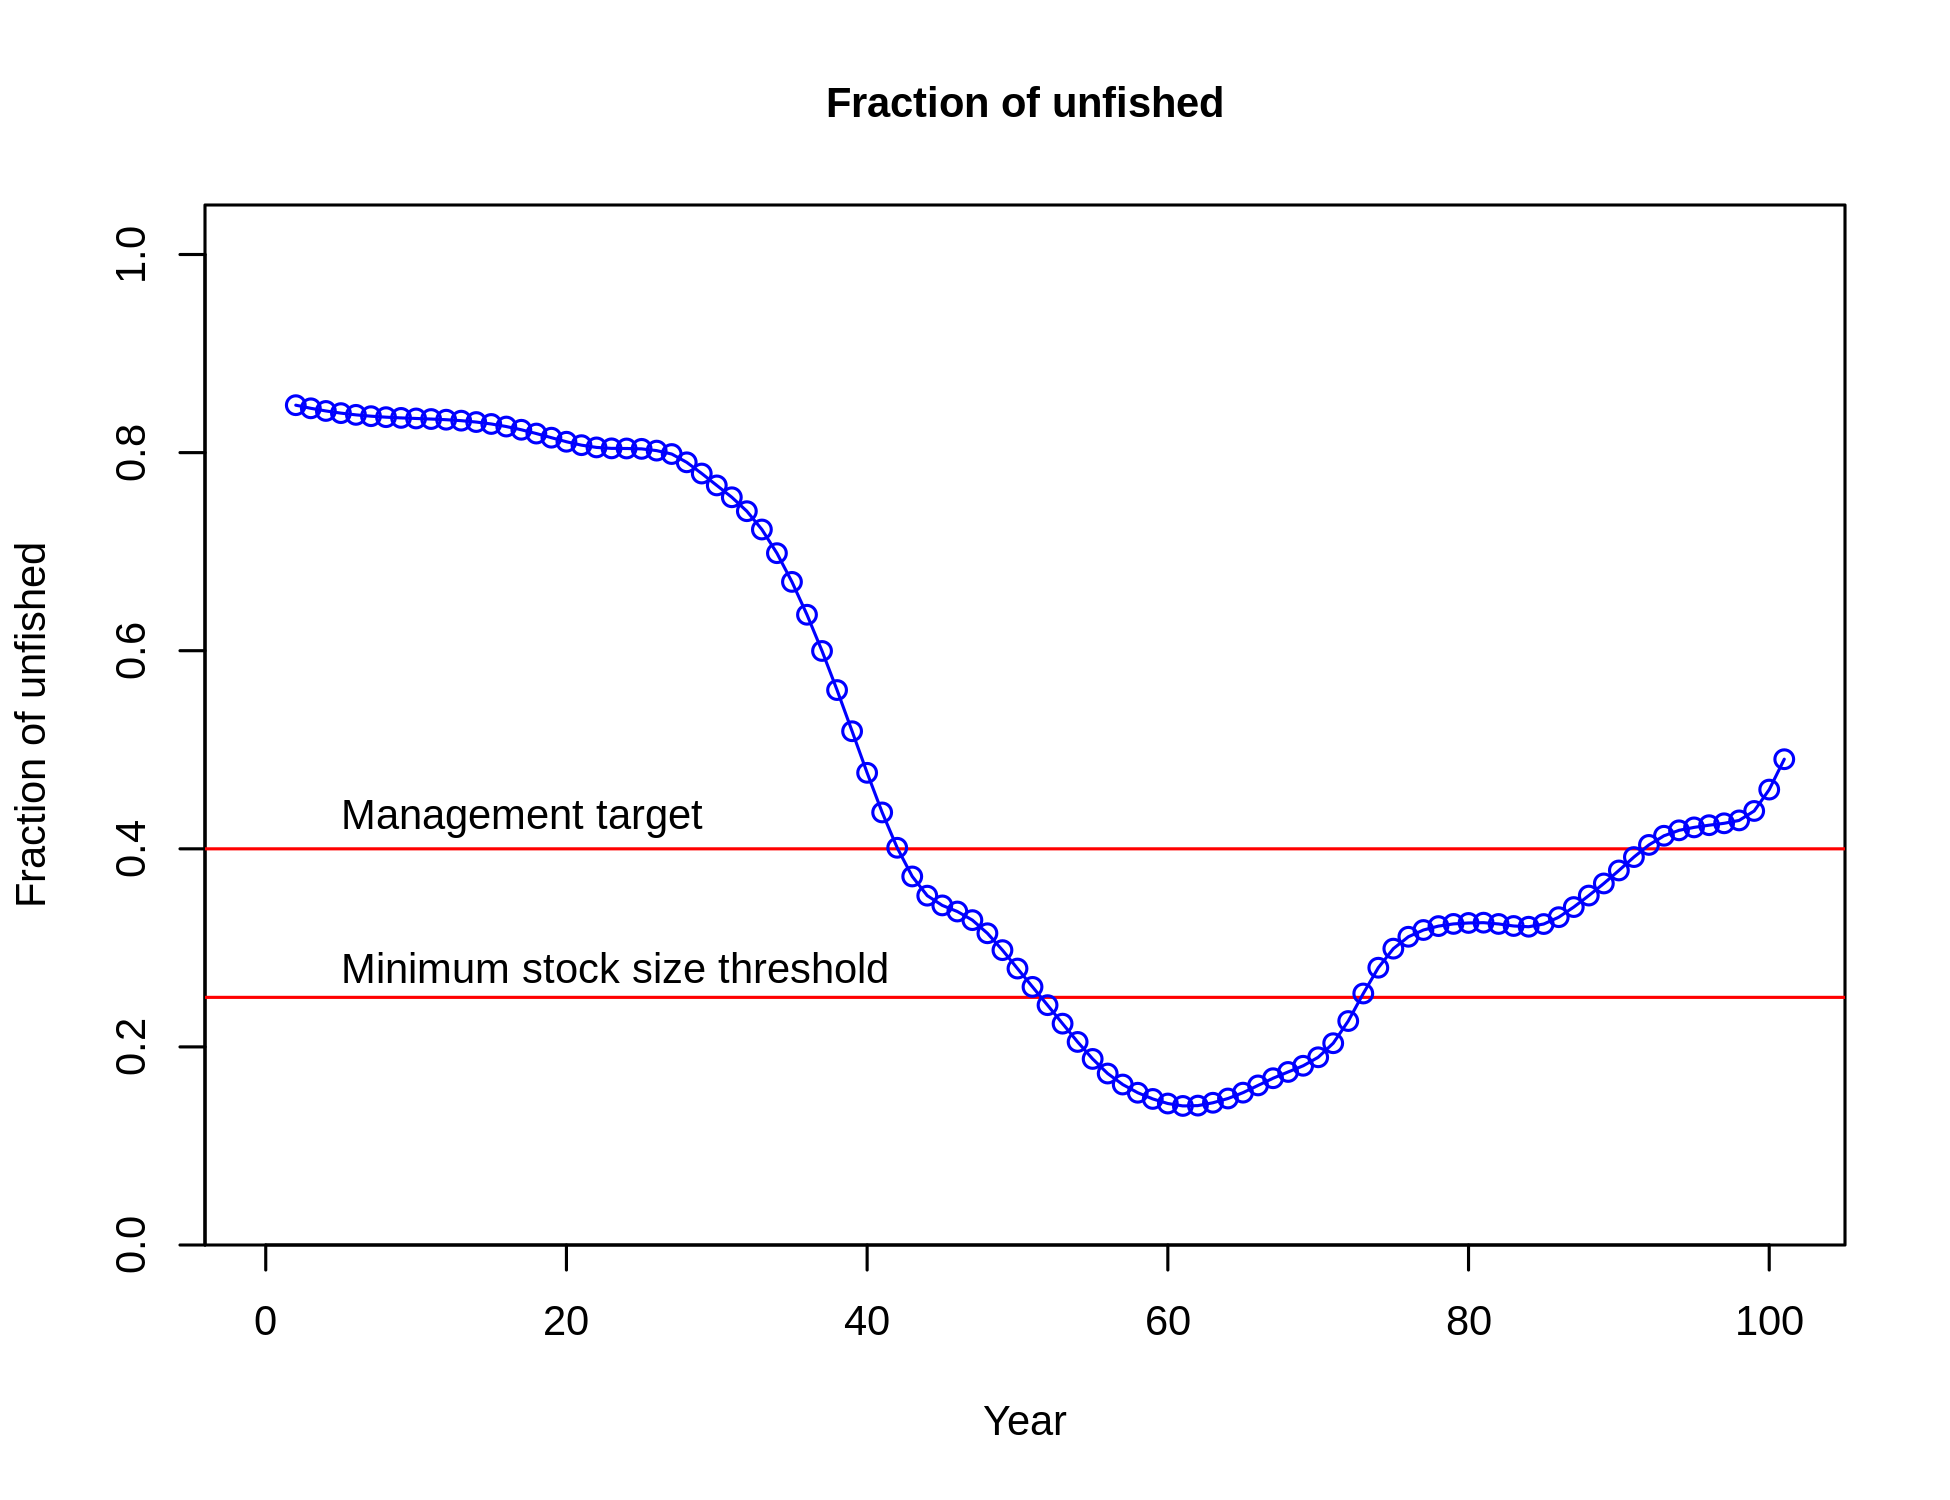 Fraction of unfished
Fraction of unfished
1.0
0.8
0.6
0.4
0.2
0.0
Management target
Minimum stock size threshold
0 20 40 60 80 100
Year